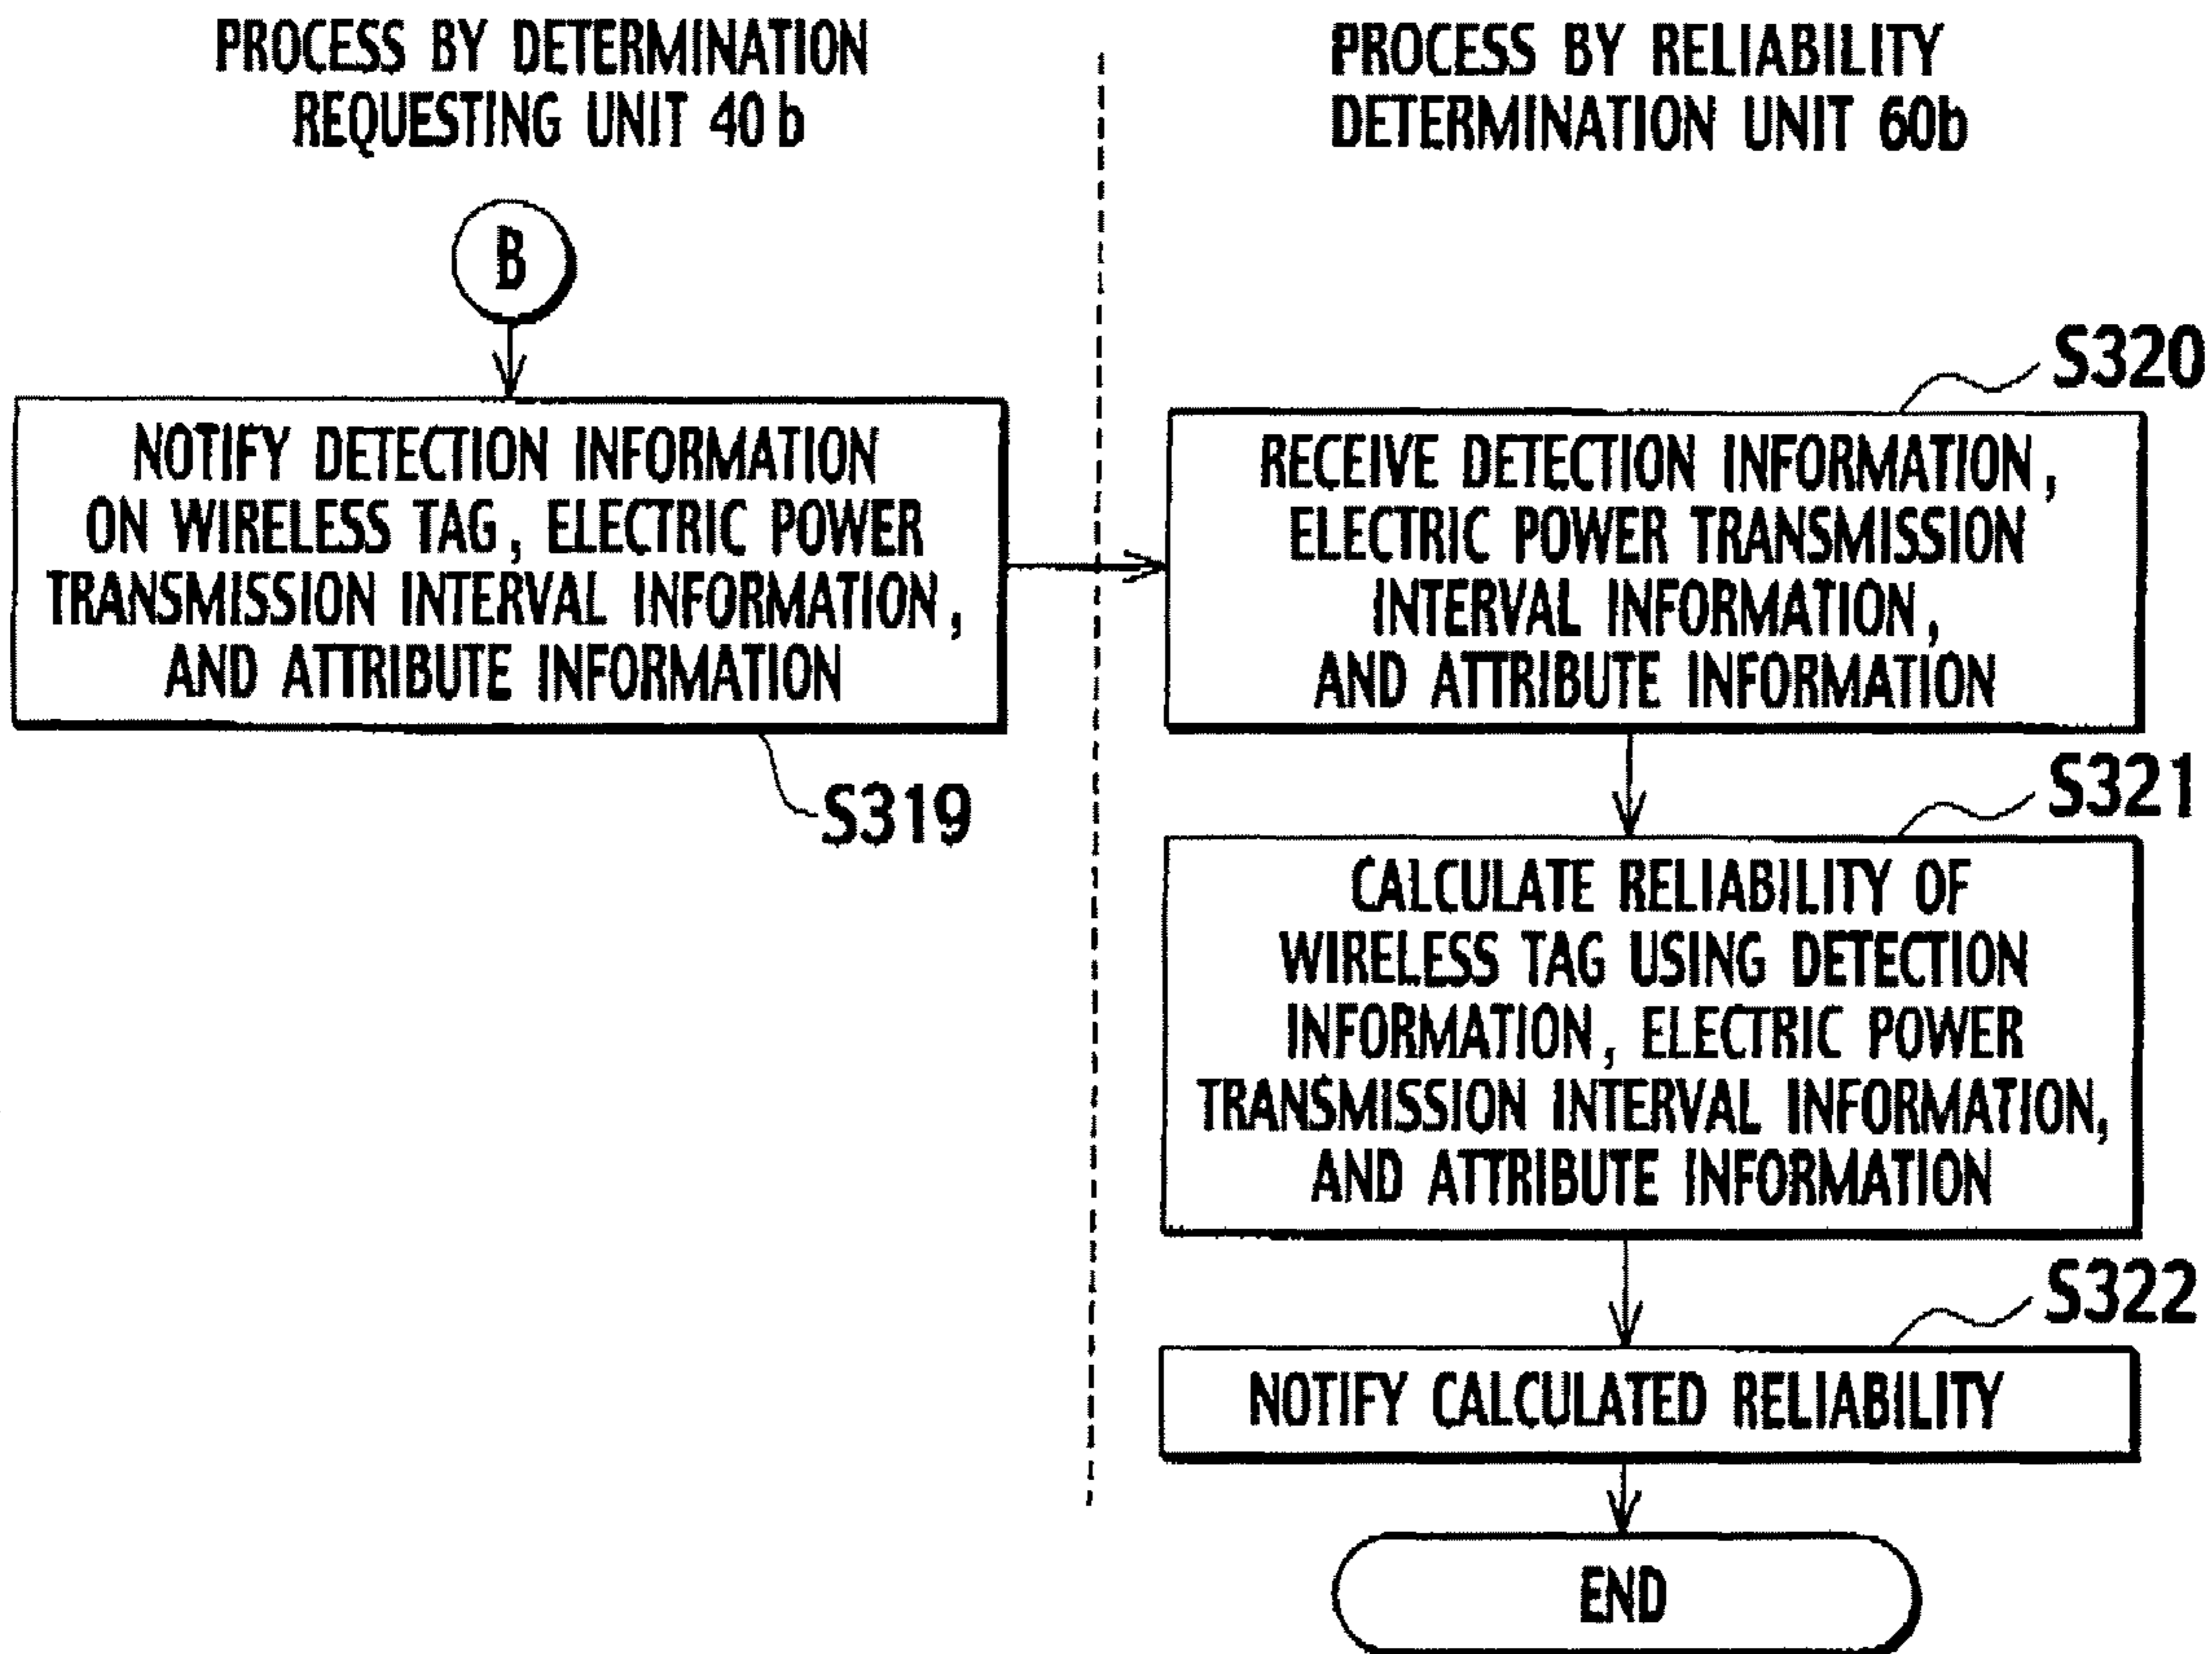 PROCESS BY DETERMINATION
REQUESTING UNIT 40b
B
NOTIFY DETECTION INFORMATION
ON WIRELESS TAG, ELECTRIC POWER
TRANSMISSION INTERVAL INFORMATION,
AND ATTRIBUTE INFORMATION
S319
PROCESS BY RELIABILITY
DETERMINATION UNIT 60b
S320
RECEIVE DETECTION INFORMATION,
ELECTRIC POWER TRANSMISSION
INTERVAL INFORMATION,
AND ATTRIBUTE INFORMATION
S321
CALCULATE RELIABILITY OF
WIRELESS TAG USING DETECTION
INFORMATION, ELECTRIC POWER
TRANSMISSION INTERVAL INFORMATION,
AND ATTRIBUTE INFORMATION
S322
NOTIFY CALCULATED RELIABILITY
END